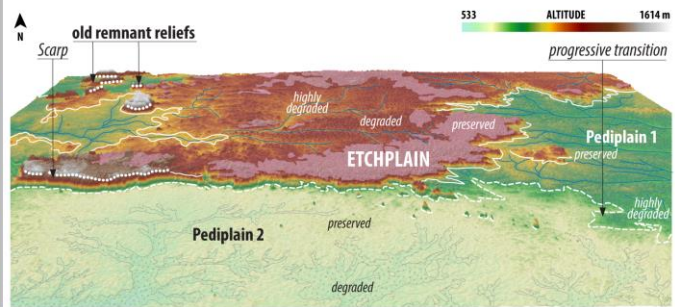 533 ALTITUDE 1614 m
N
old remnant reliefs
Scarp
progressive transition
highly
degraded
degraded
preserved
Pediplain 1
preserved
ETCHPLAIN
highly
degraded
preserved
Pediplain 2
degraded